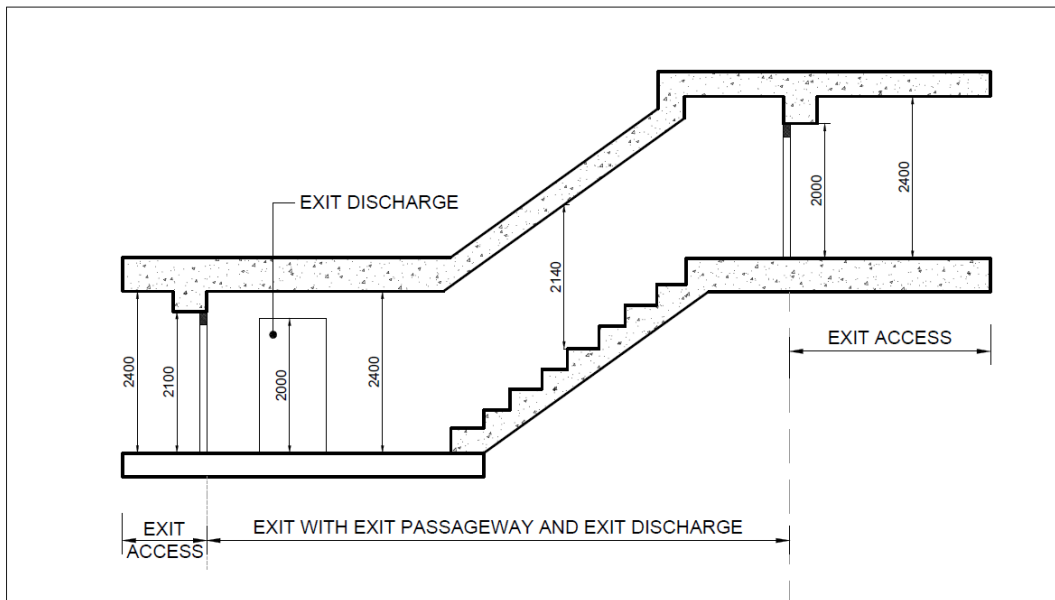 EXIT DISCHARGE
2000
2400
2140
2400
2100
2000
2400
EXIT ACCESS
EXIT
ACCESS
EXIT WITH EXIT PASSAGEWAY AND EXIT DISCHARGE